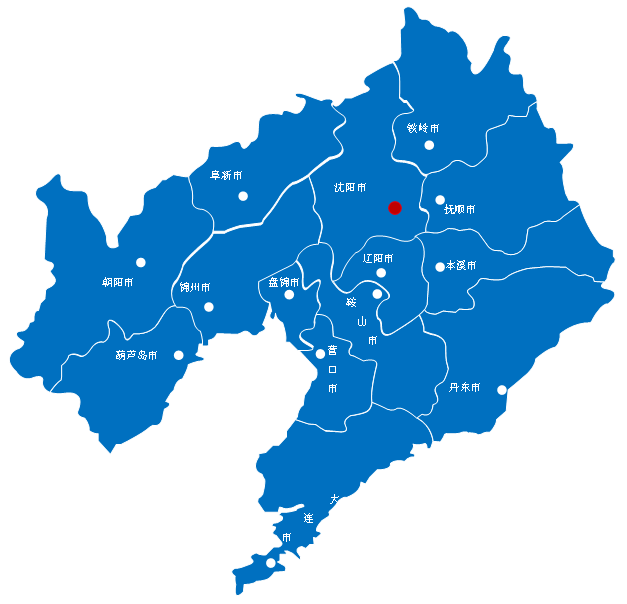 铁岭市
阜新市
沈阳市
抚顺市
辽阳市
本溪市
朝阳市
锦州市
盘锦市
鞍山市
葫芦岛市
营口市
丹东市
大连市